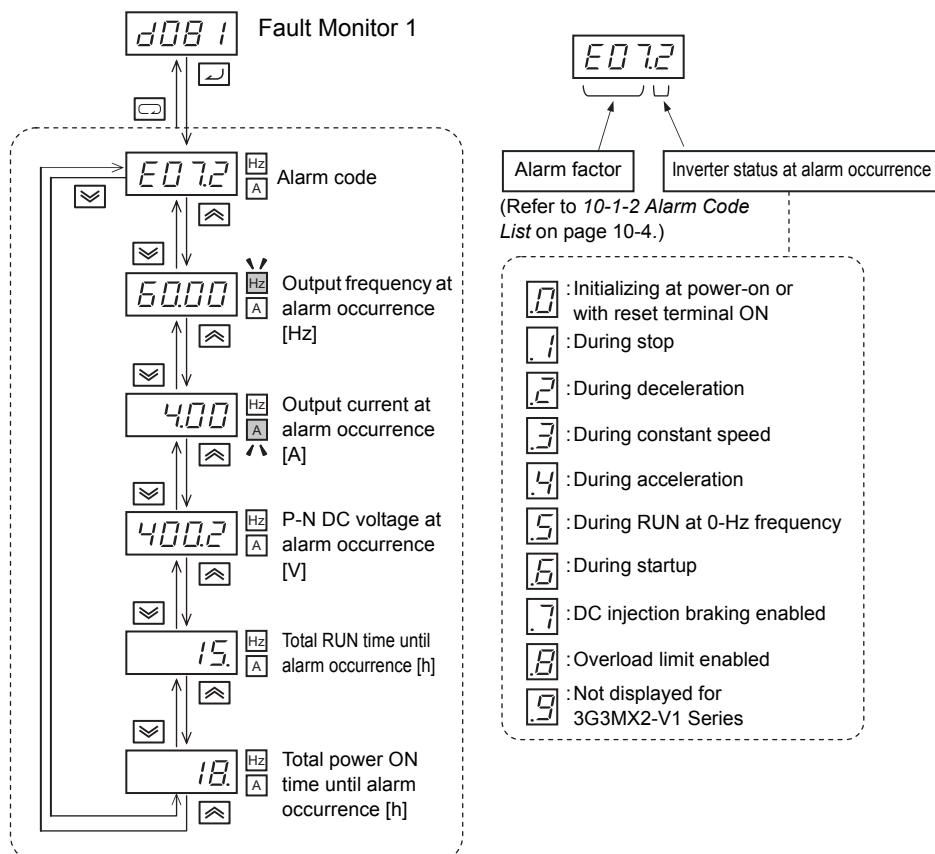 d081
Fault Monitor 1
E07.2
Hz
A
Alarm code
60.00
Hz
A
Output frequency at
alarm occurrence
[Hz]
4.00
Hz
A
Output current at
alarm occurrence
[A]
400.2
Hz
A
P-N DC voltage at
alarm occurrence
[V]
15.
Hz
A
Total RUN time until
alarm occurrence [h]
18.
Hz
A
Total power ON
time until alarm
occurrence [h]
E07.2
Alarm factor
Inverter status at alarm occurrence
(Refer to 10-1-2 Alarm Code
List on page 10-4.)
.0 : Initializing at power-on or
with reset terminal ON
.1 : During stop
.2 : During deceleration
.3 : During constant speed
.4 : During acceleration
.5 : During RUN at 0-Hz frequency
.6 : During startup
.7 : DC injection braking enabled
.8 : Overload limit enabled
.9 : Not displayed for
3G3MX2-V1 Series